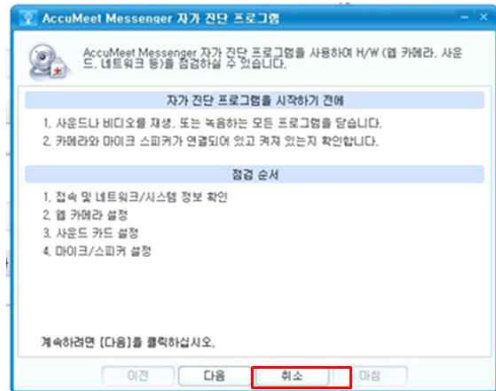 AccuMeet Messenger 자가 진단 프로그램
AccuMeet Messenger 자가 진단 프로그램을 사용하여 H/W (웹 카메라, 사운
드, 네트워크 등)를 점검하실 수 있습니다.
자가 진단 프로그램을 시작하기 전에
1. 사운드나 비디오를 재생, 또는 녹음하는 모든 프로그램을 닫습니다.
2. 카메라와 마이크 스피커가 연결되어 있고 켜져 있는지 확인합니다.
점검 순서
1. 접속 및 네트워크/시스템 정보 확인
2. 웹 카메라 설정
3. 사운드 카드 설정
4. 마이크/스피커 설정
계속하려면 [다음]를 클릭하십시오.
이전 다음 취소 마침